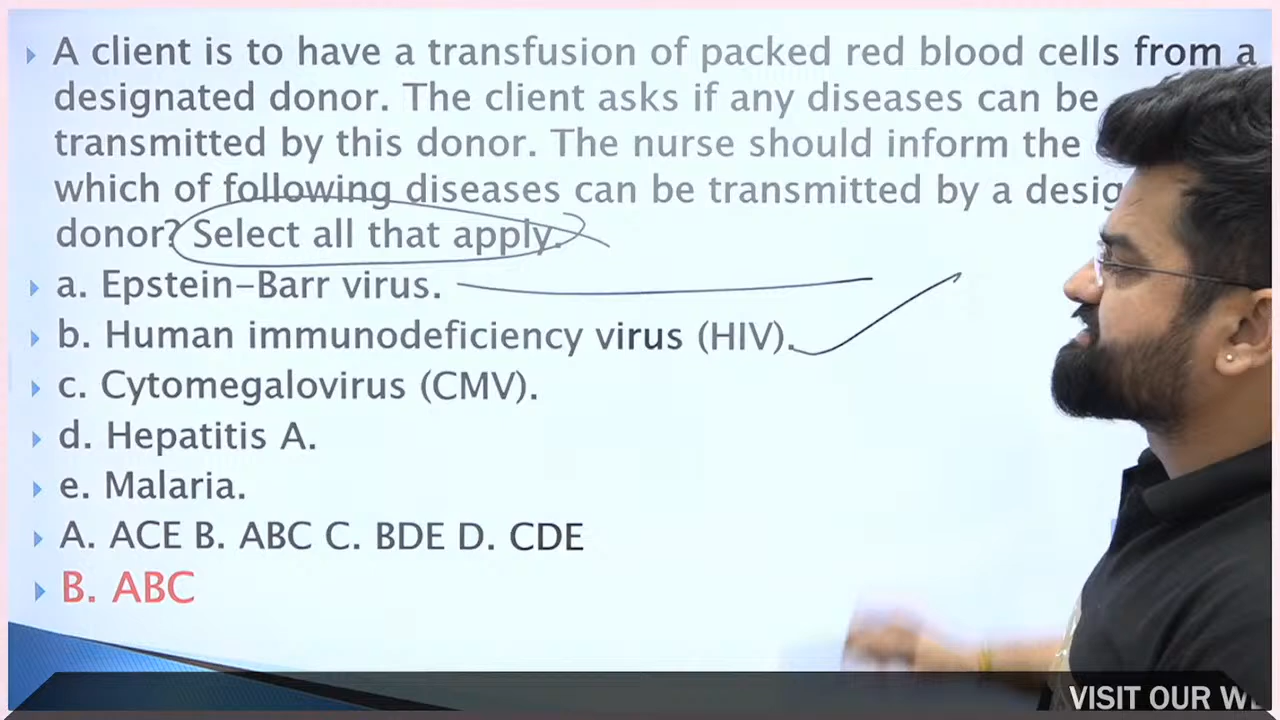 A client is to have a transfusion of packed red blood cells from a
designated donor. The client asks if any diseases can be
transmitted by this donor. The nurse should inform the
which of following diseases can be transmitted by a desig
donor? Select all that apply.
a. Epstein-Barr virus.
b. Human immunodeficiency virus (HIV).
c. Cytomegalovirus (CMV).
d. Hepatitis A.
e. Malaria.
A. ACE B. ABC C. BDE D. CDE
B. ABC
VISIT OUR WE